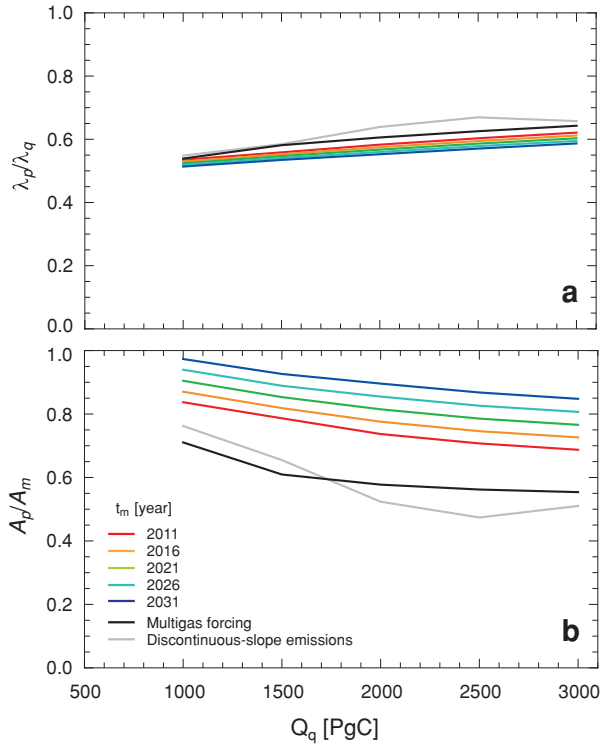 1.0
0.8
0.6
0.4
0.2
0.0
λp/λq
a
1.0
0.8
0.6
0.4
0.2
0.0
Ap/Am
tm [year]
2011
2016
2021
2026
2031
Multigas forcing
Discontinuous-slope emissions
b
500 1000 1500 2000 2500 3000
Qq [PgC]